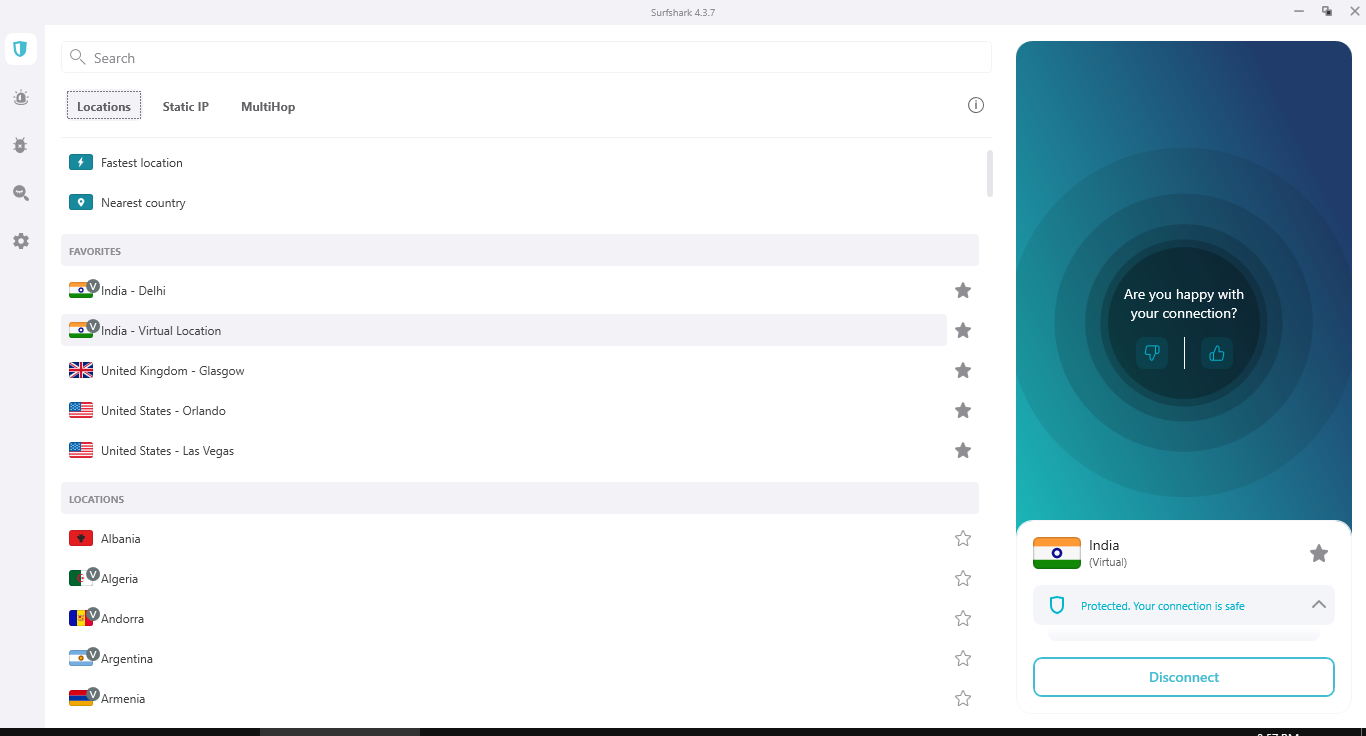 Surfshark 4.3.7
Search
Locations
Static IP
MultiHop
Fastest location
Nearest country
FAVORITES
V India - Delhi
V India - Virtual Location
United Kingdom - Glasgow
United States - Orlando
United States - Las Vegas
LOCATIONS
Albania
V Algeria
V Andorra
V Argentina
V Armenia
Are you happy with
your connection?
India
(Virtual)
Protected. Your connection is safe
Disconnect